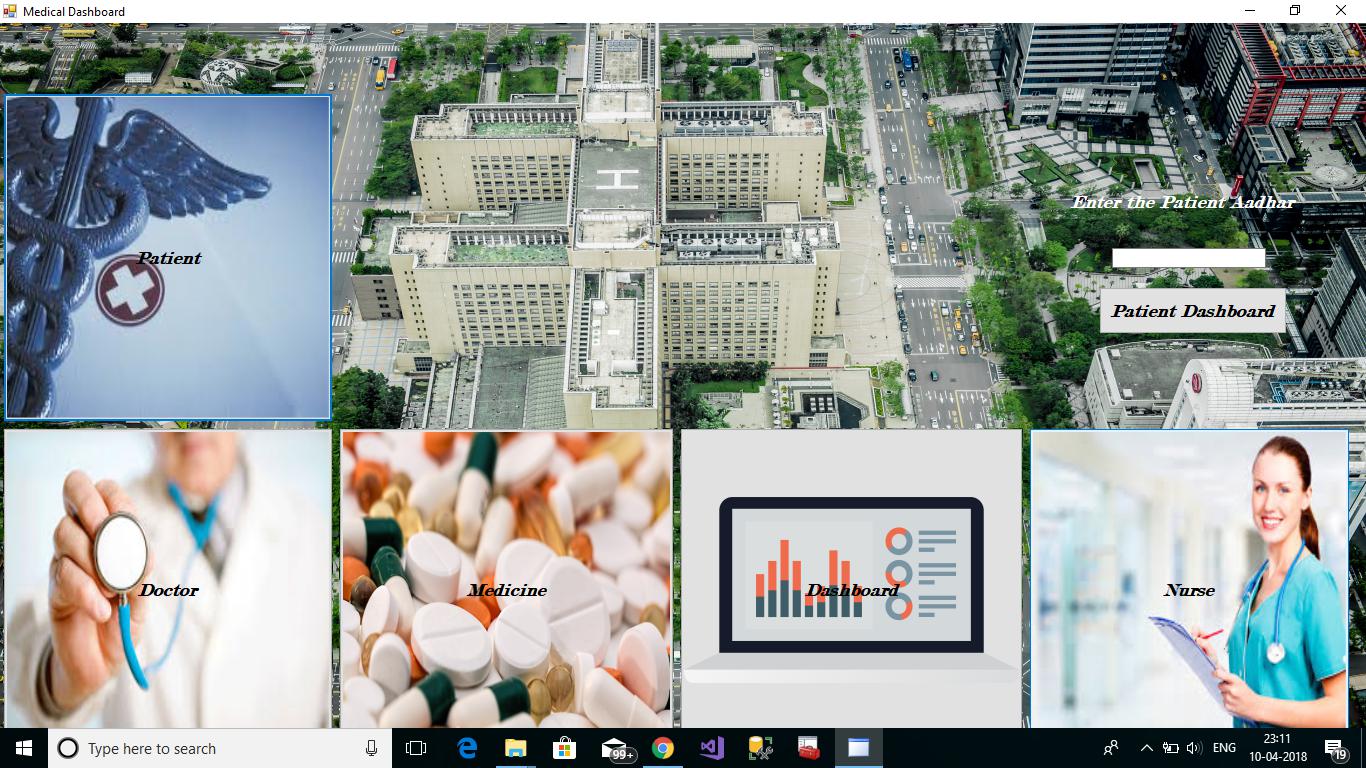 Medical Dashboard
H
Enter the Patient Aadhar
Patient
Patient Dashboard
Doctor
Medicine
Dashboard
Nurse
Type here to search
99+
ENG
23:11
10-04-2018
19